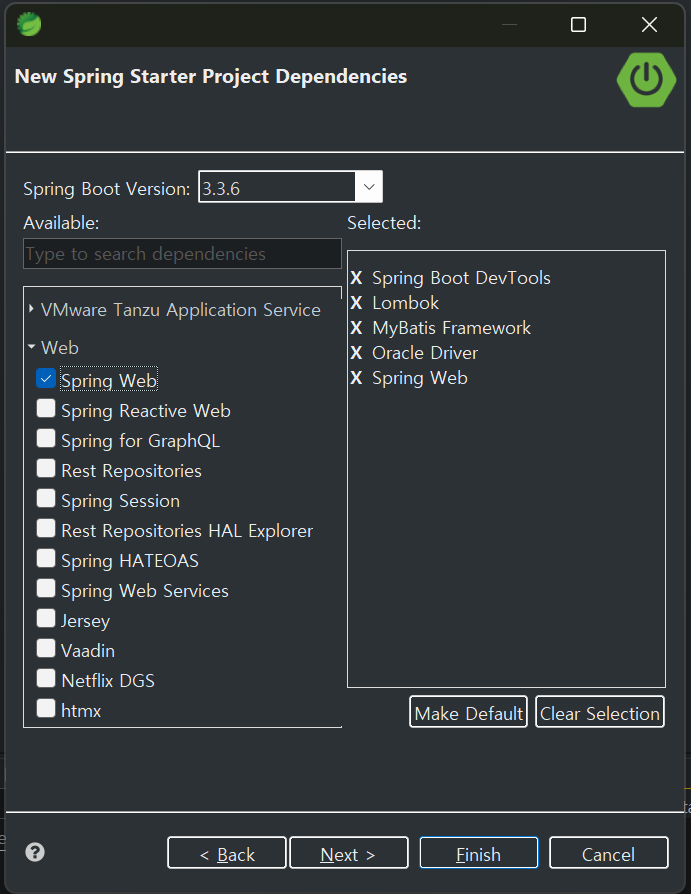 New Spring Starter Project Dependencies
Spring Boot Version: 3.3.6
Available:
Selected:
Type to search dependencies
VMware Tanzu Application Service
Web
Spring Web
Spring Reactive Web
Spring for GraphQL
Rest Repositories
Spring Session
Rest Repositories HAL Explorer
Spring HATEOAS
Spring Web Services
Jersey
Vaadin
Netflix DGS
htmx
X Spring Boot DevTools
X Lombok
X MyBatis Framework
X Oracle Driver
X Spring Web
Make Default
Clear Selection
?
< Back
Next >
Finish
Cancel